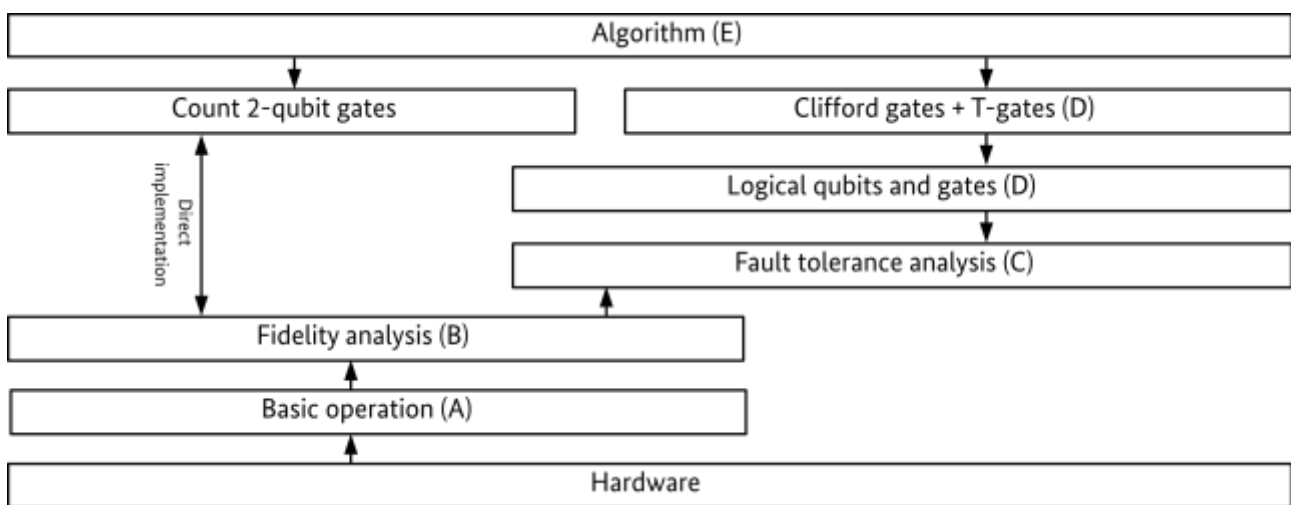 Algorithm (E)
Count 2-qubit gates
Clifford gates + T-gates (D)
Logical qubits and gates (D)
Direct
implementation
Fault tolerance analysis (C)
Fidelity analysis (B)
Basic operation (A)
Hardware